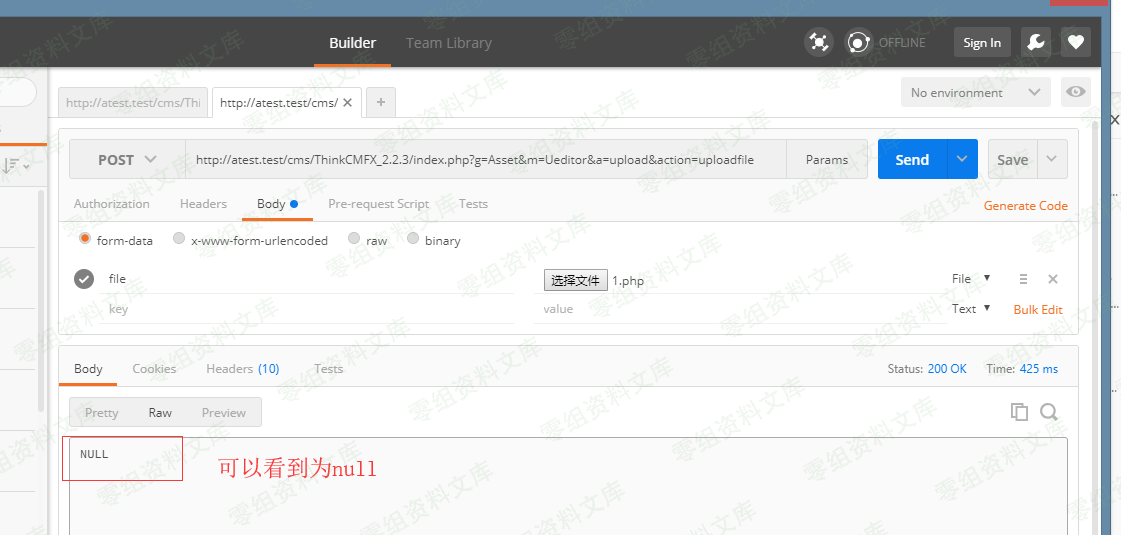 Builder
Team Library
OFFLINE
Sign In
http://atest.test/cms/Thi
http://atest.test/cms/
No environment
POST
http://atest.test/cms/ThinkCMFX_2.2.3/index.php?g=Asset&m=Ueditor&a=upload&action=uploadfile
Params
Send
Save
Authorization
Headers
Body
Pre-request Script
Tests
Generate Code
form-data
x-www-form-urlencoded
raw
binary
file
选择文件 1.php
File
key
value
Text
Bulk Edit
Body
Cookies
Headers (10)
Tests
Status: 200 OK
Time: 425 ms
Pretty
Raw
Preview
NULL
可以看到为null
零组资料文库